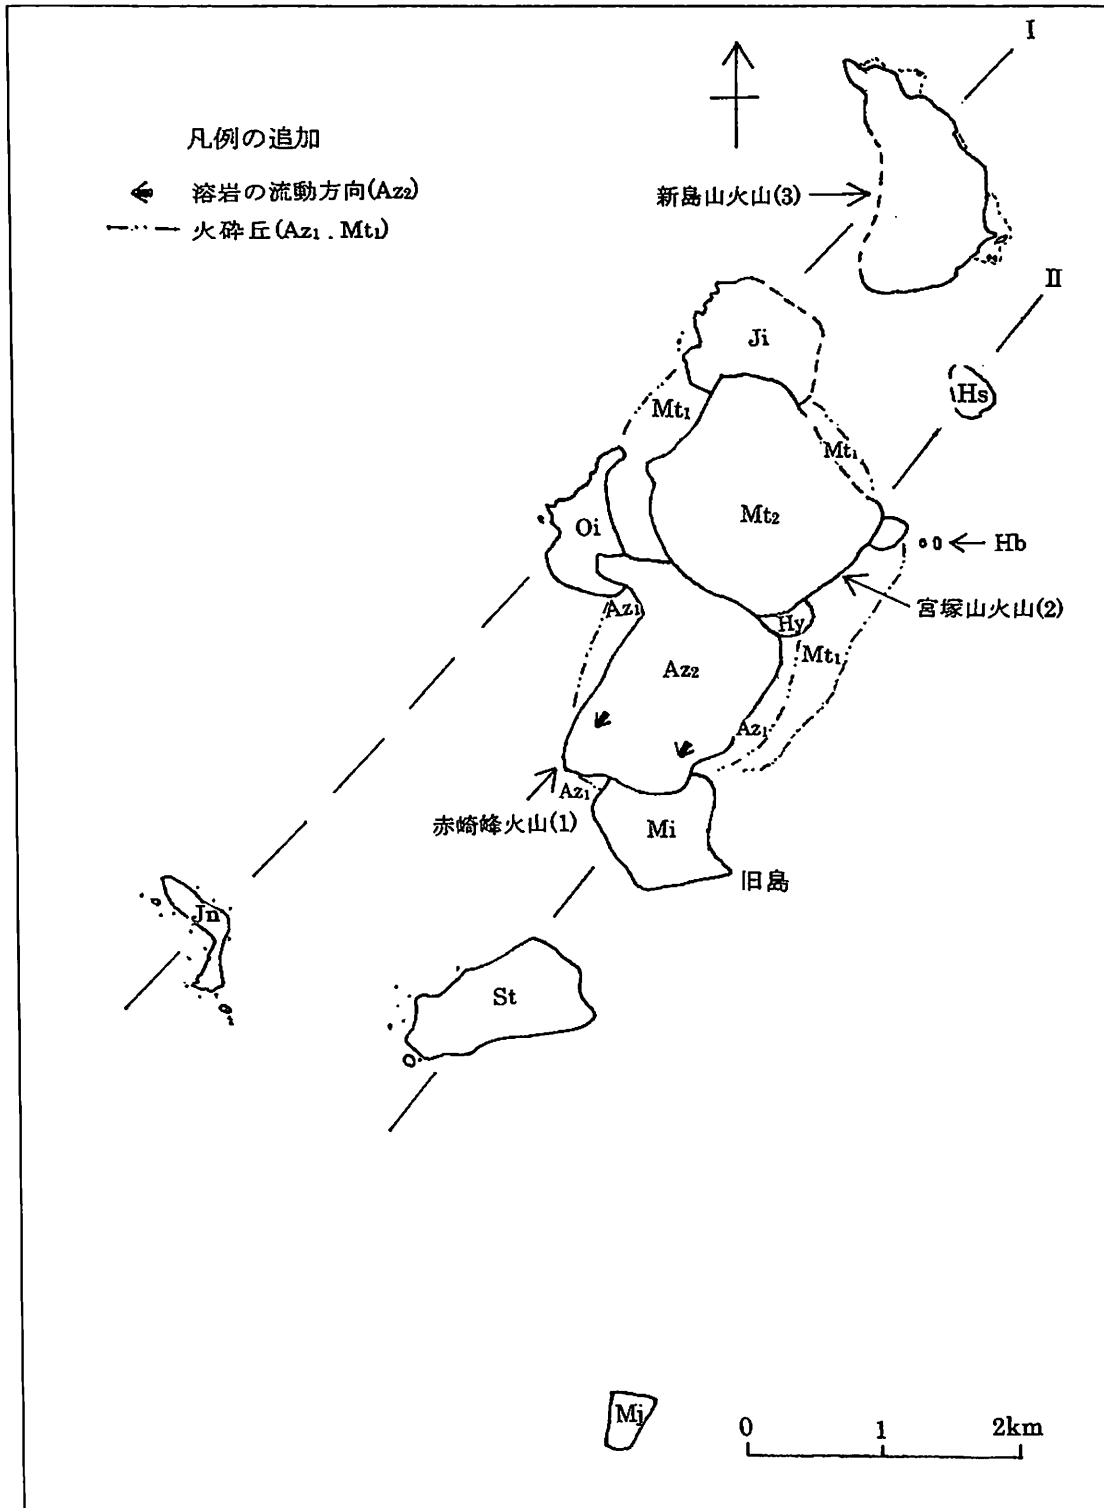 I
凡例の追加
溶岩の流動方向(Az₂)
火砕丘(Az₁．Mt₁)
新島山火山(3)
II
Ji
Hs
Mt₁
Mt₁
Mt₂
Oi
Hb
Az₁
宮塚山火山(2)
Hy
Mt₁
Az₂
Az₁
Az₁
赤崎峰火山(1)
Mi
旧島
Jn
St
Mj
0 1 2km